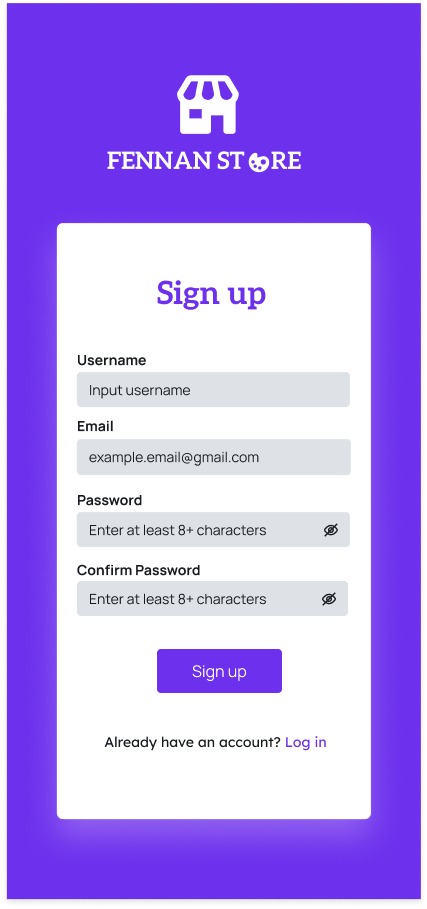 FENNAN STORE
Sign up
Username
Input username
Email
example.email@gmail.com
Password
Enter at least 8+ characters
Confirm Password
Enter at least 8+ characters
Sign up
Already have an account? Log in